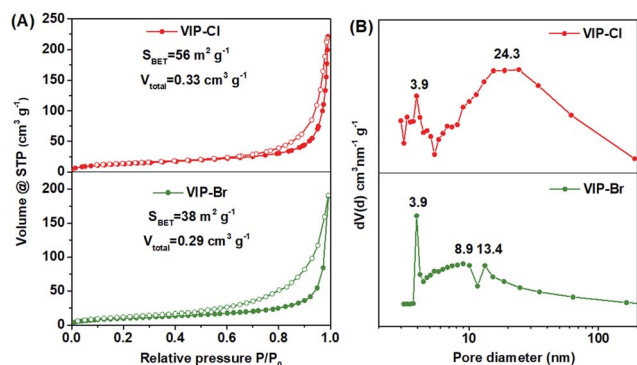 (A)
VIP-Cl
S_BET=56 m² g⁻¹
V_total=0.33 cm³ g⁻¹
250
200
150
100
50
0
VIP-Br
S_BET=38 m² g⁻¹
V_total=0.29 cm³ g⁻¹
200
150
100
50
0
Volume @ STP (cm³ g⁻¹)
0.0 0.2 0.4 0.6 0.8 1.0
Relative pressure P/P₀
(B)
VIP-Cl
3.9
24.3
VIP-Br
3.9
8.9
13.4
dV(d) cm³nm⁻¹ g⁻¹
10 100
Pore diameter (nm)